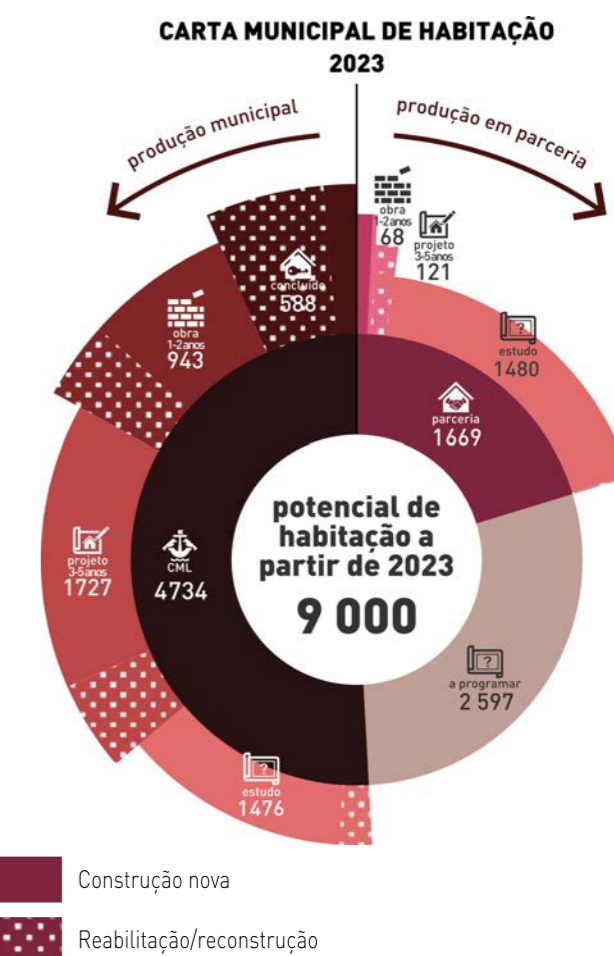 CARTA MUNICIPAL DE HABITAÇÃO
2023
produção municipal
produção em parceria
obra
1-2anos
68
projeto
3-5anos
121
estudo
1480
parceria
1669
concluído
588
obra
1-2anos
943
projeto
3-5anos
1727
CML
4734
estudo
1476
?
?
?
a programar
2 597
potencial de
habitação a
partir de 2023
9 000
Construção nova
Reabilitação/reconstrução